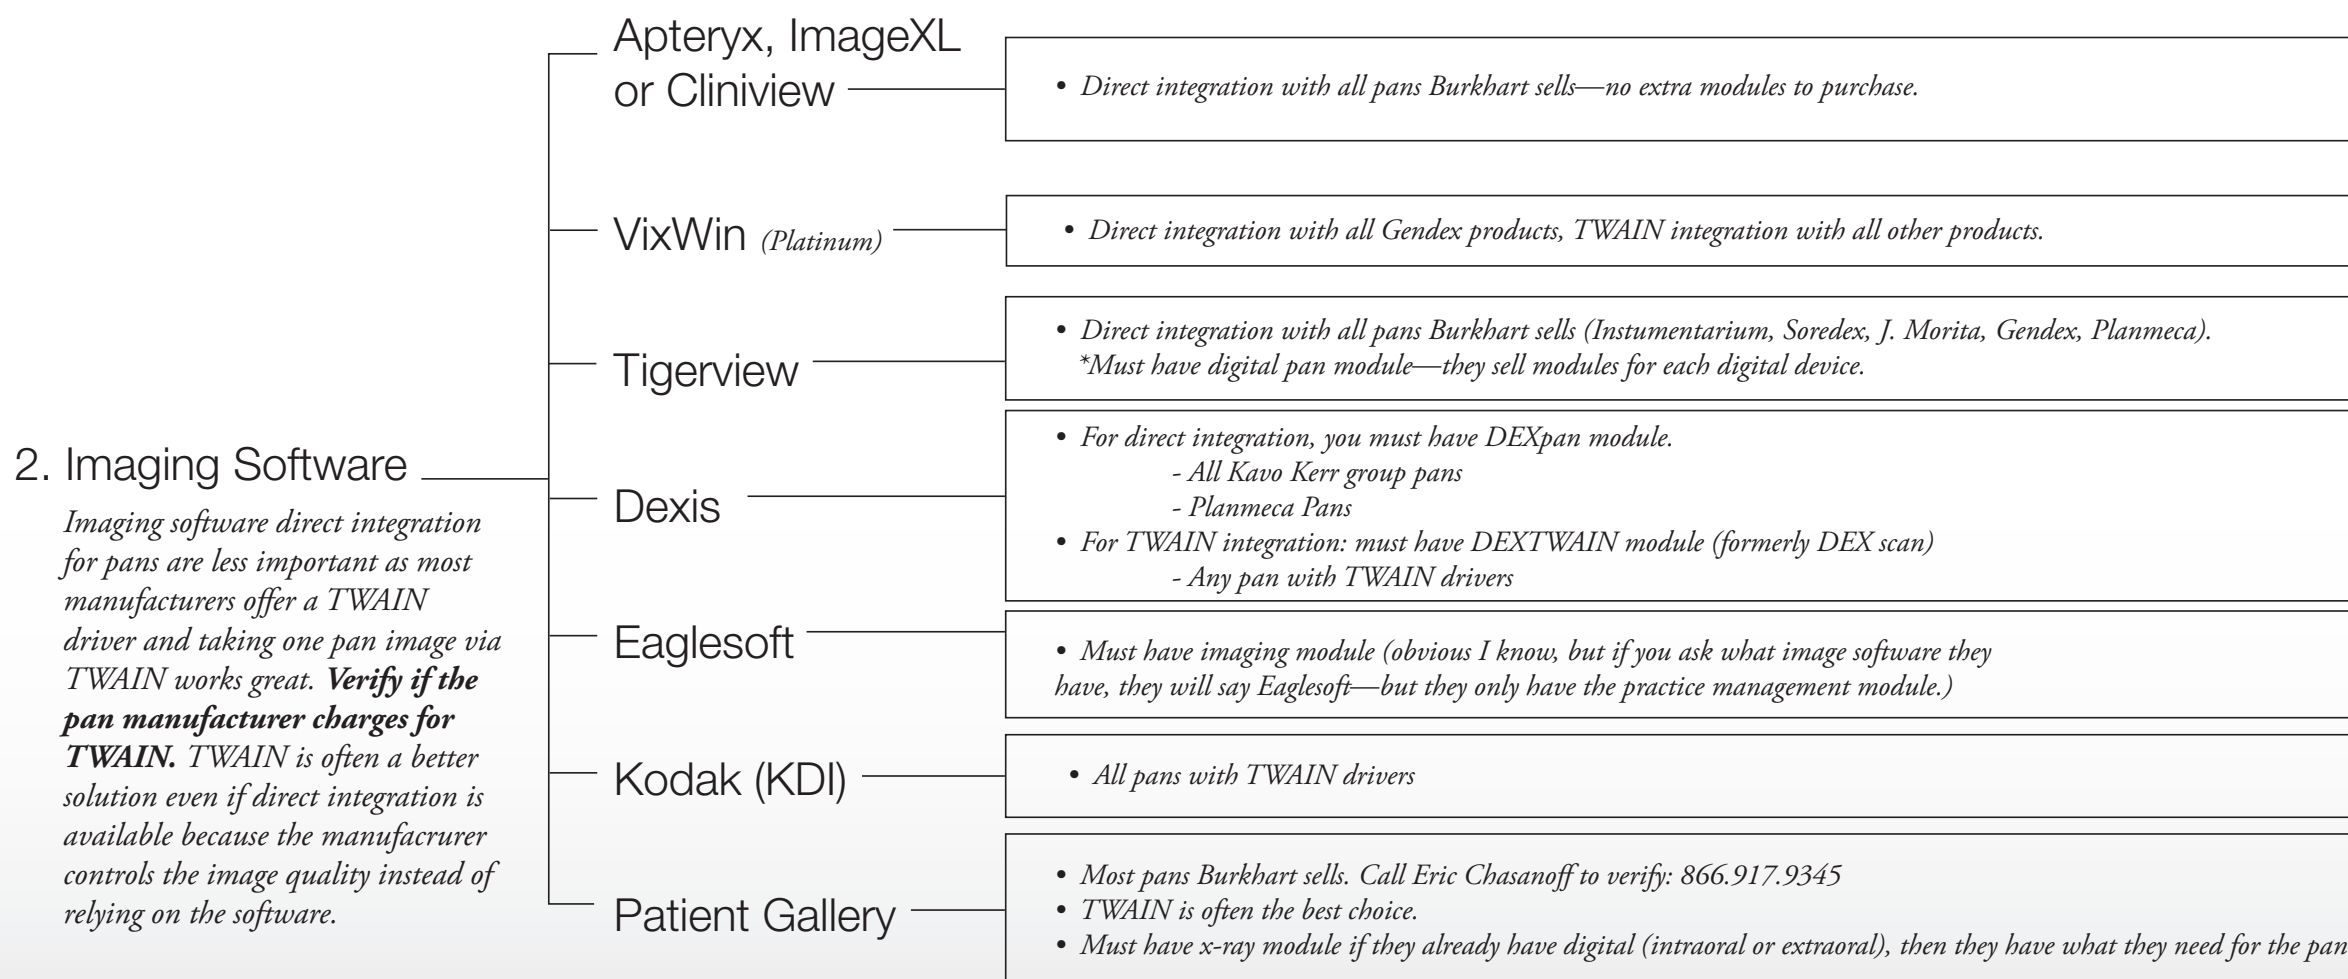 Apteryx, ImageXL
or Cliniview
• Direct integration with all pans Burkhart sells—no extra modules to purchase.
VixWin (Platinum)
• Direct integration with all Gendex products, TWAIN integration with all other products.
Tigerview
• Direct integration with all pans Burkhart sells (Instumentarium, Soredex, J. Morita, Gendex, Planmeca).
*Must have digital pan module—they sell modules for each digital device.
2. Imaging Software
Imaging software direct integration
for pans are less important as most
manufacturers offer a TWAIN
driver and taking one pan image via
TWAIN works great. Verify if the
pan manufacturer charges for
TWAIN. TWAIN is often a better
solution even if direct integration is
available because the manufacrurer
controls the image quality instead of
relying on the software.
Dexis
• For direct integration, you must have DEXpan module.
- All Kavo Kerr group pans
- Planmeca Pans
• For TWAIN integration: must have DEXTWAIN module (formerly DEX scan)
- Any pan with TWAIN drivers
Eaglesoft
• Must have imaging module (obvious I know, but if you ask what image software they
have, they will say Eaglesoft—but they only have the practice management module.)
Kodak (KDI)
• All pans with TWAIN drivers
Patient Gallery
• Most pans Burkhart sells. Call Eric Chasanoff to verify: 866.917.9345
• TWAIN is often the best choice.
• Must have x-ray module if they already have digital (intraoral or extraoral), then they have what they need for the pan